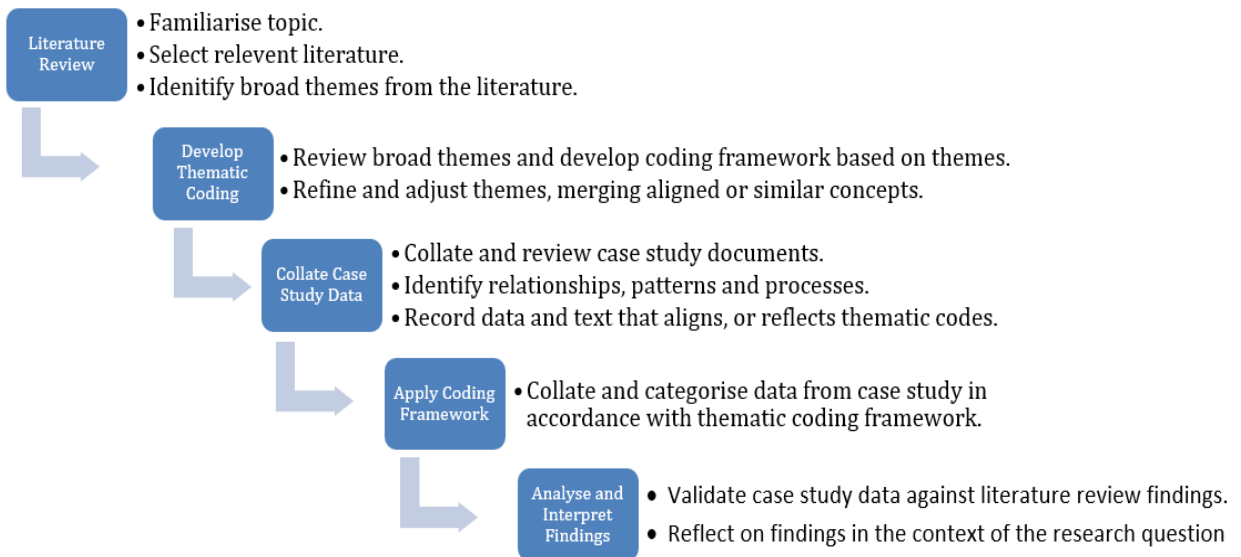 Literature
Review
• Familiarise topic.
• Select relevent literature.
• Idenitify broad themes from the literature.
Develop
Thematic
Coding
• Review broad themes and develop coding framework based on themes.
• Refine and adjust themes, merging aligned or similar concepts.
Collate Case
Study Data
• Collate and review case study documents.
• Identify relationships, patterns and processes.
• Record data and text that aligns, or reflects thematic codes.
Apply Coding
Framework
• Collate and categorise data from case study in
accordance with thematic coding framework.
Analyse and
Interpret
Findings
• Validate case study data against literature review findings.
• Reflect on findings in the context of the research question